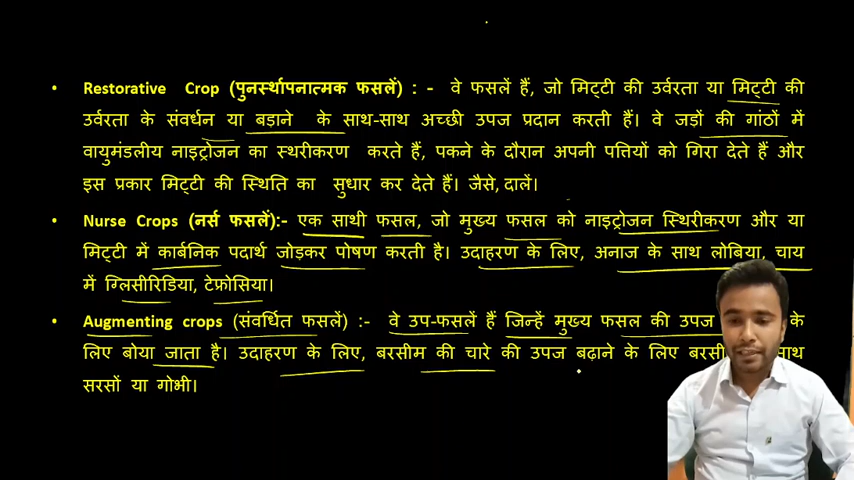 • Restorative Crop (पुनर्स्थापनात्मक फसलें) : - वे फसलें हैं, जो मिट्टी की उर्वरता या मिट्टी की
उर्वरता के संवर्धन या बड़ाने के साथ-साथ अच्छी उपज प्रदान करती हैं। वे जड़ों की गांठों में
वायुमंडलीय नाइट्रोजन का स्थरीकरण करते हैं, पकने के दौरान अपनी पत्तियों को गिरा देते हैं और
इस प्रकार मिट्टी की स्थिति का सुधार कर देते हैं। जैसे, दालें।
• Nurse Crops (नर्स फसलें):- एक साथी फसल, जो मुख्य फसल को नाइट्रोजन स्थिरीकरण और या
मिट्टी में कार्बनिक पदार्थ जोड़कर पोषण करती है। उदाहरण के लिए, अनाज के साथ लोबिया, चाय
में ग्लिसीरिडिया, टेफ्रोसिया।
• Augmenting crops (संवर्धित फसलें) :- वे उप-फसलें हैं जिन्हें मुख्य फसल की उपज के
लिए बोया जाता है। उदाहरण के लिए, बरसीम की चारे की उपज बढ़ाने के लिए साथ
सरसों या गोभी।